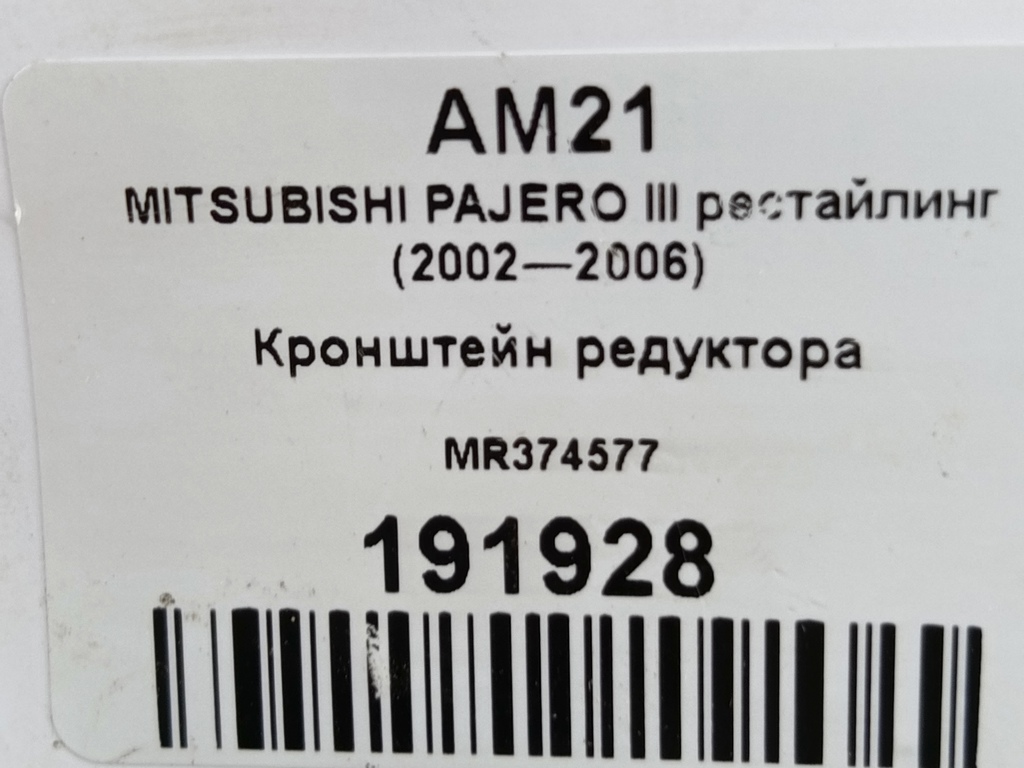 AM21
MITSUBISHI PAJERO III рестайлинг
(2002—2006)
Кронштейн редуктора
MR374577
191928